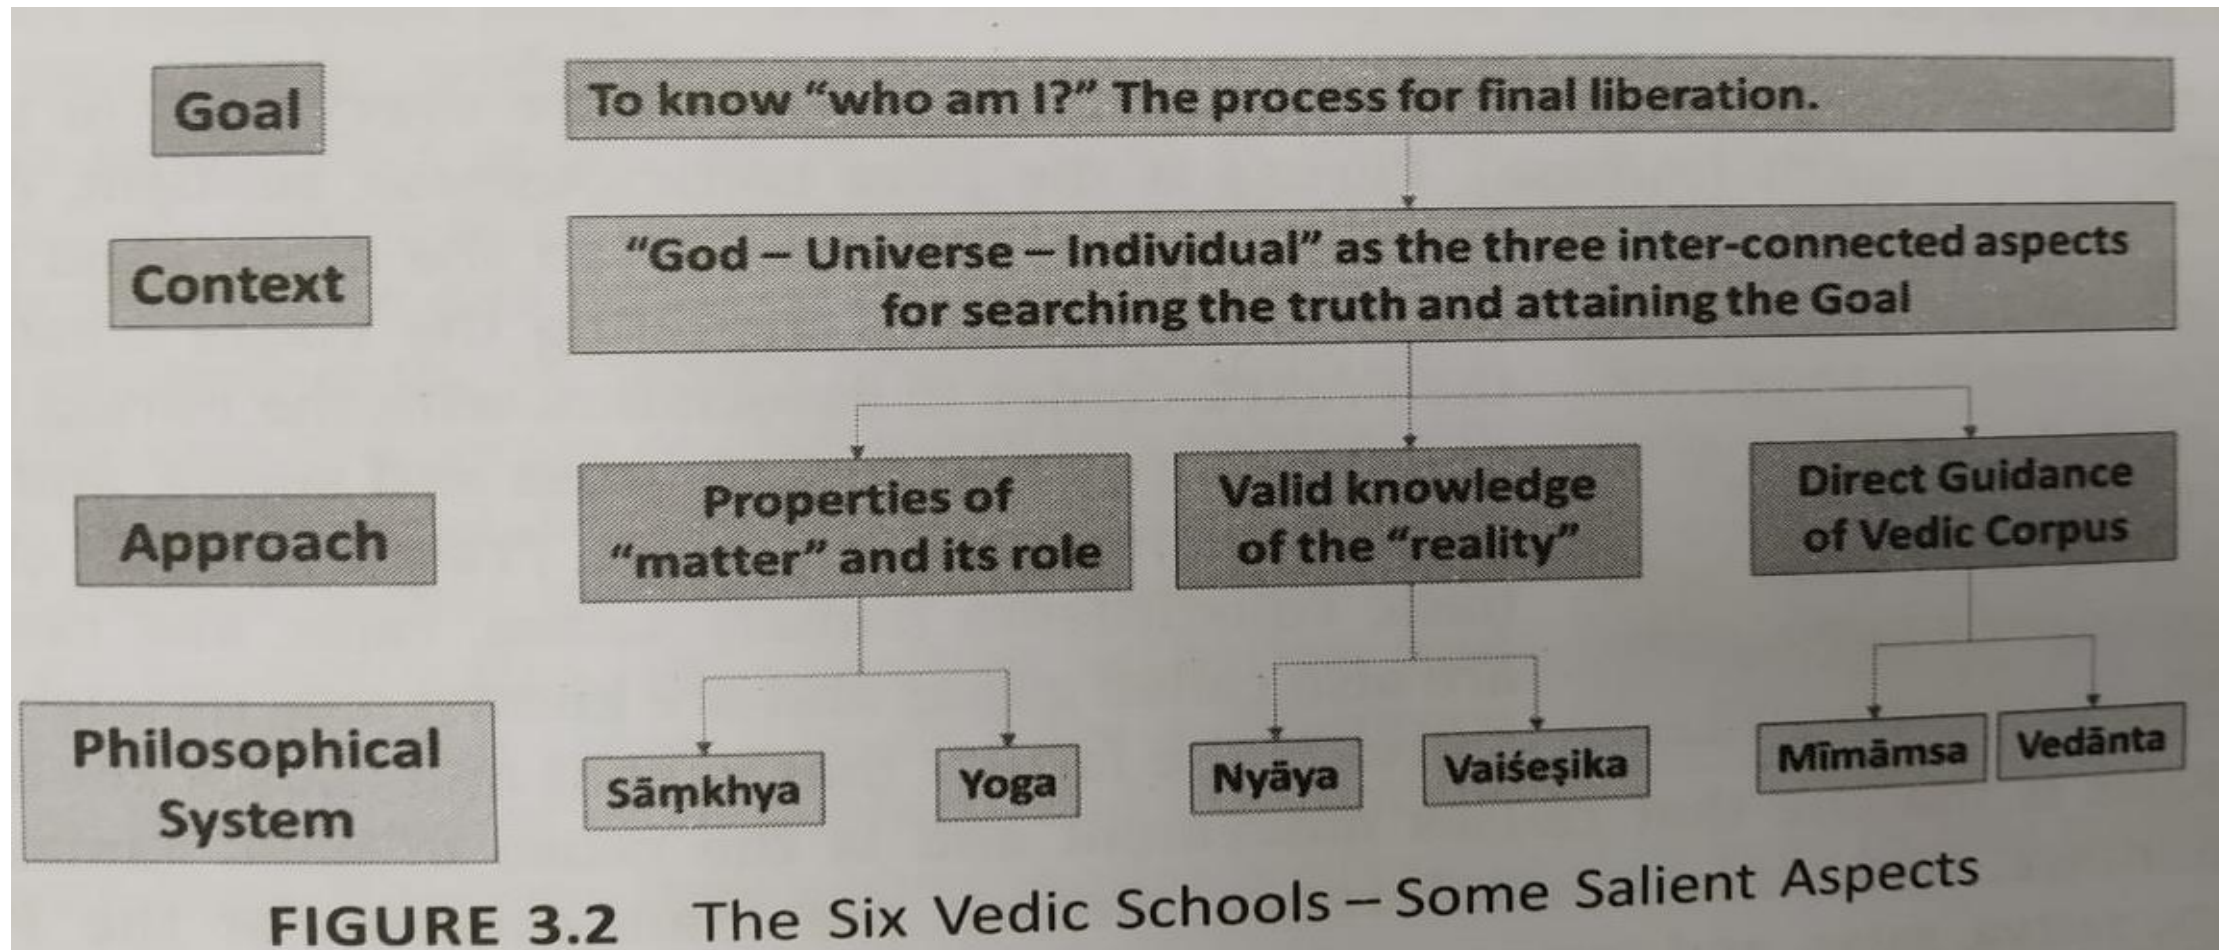 Goal
To know “who am I?” The process for final liberation.
Context
“God – Universe – Individual” as the three inter-connected aspects
for searching the truth and attaining the Goal
Approach
Properties of
“matter” and its role
Valid knowledge
of the “reality”
Direct Guidance
of Vedic Corpus
Philosophical
System
Sāṃkhya
Yoga
Nyāya
Vaiśeṣika
Mīmāmsa
Vedānta
FIGURE 3.2 The Six Vedic Schools – Some Salient Aspects